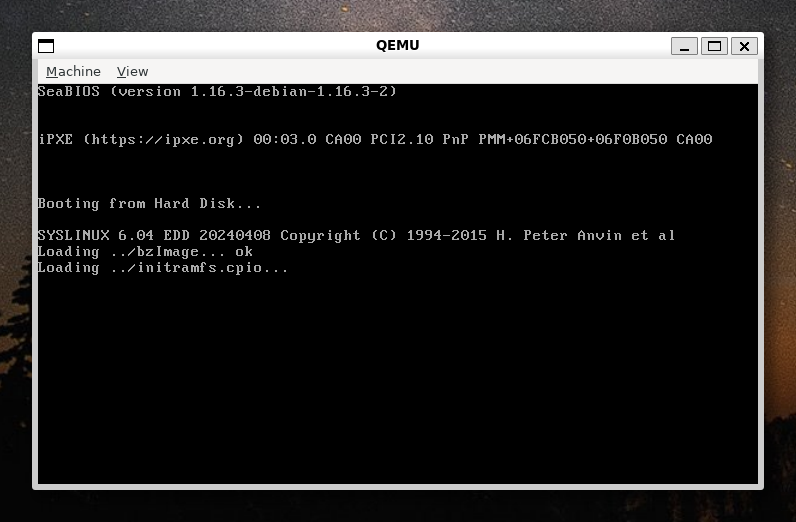 QEMU
Machine View
SeaBIOS (version 1.16.3-debian-1.16.3-2)
iPXE (https://ipxe.org) 00:03.0 CA00 PCI2.10 PnP PMM+06FCB050+06F0B050 CA00
Booting from Hard Disk...
SYSLINUX 6.04 EDD 20240408 Copyright (C) 1994-2015 H. Peter Anvin et al
Loading ../bzImage... ok
Loading ../initramfs.cpio...